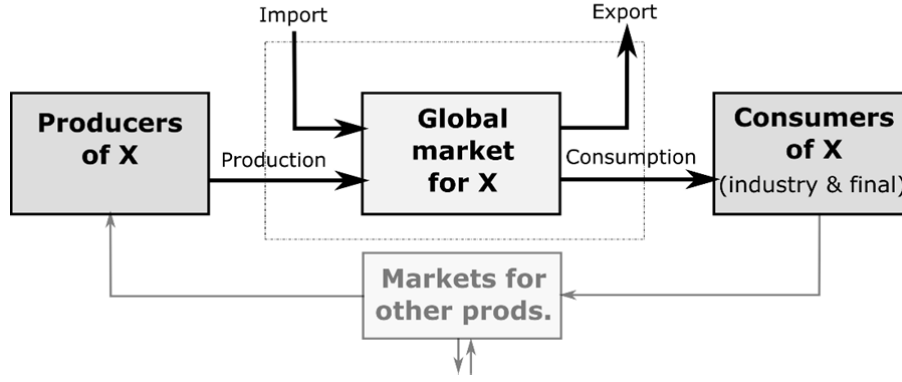 Import
Export
Producers
of X
Production
Global
market
for X
Consumption
Consumers
of X
(industry & final)
Markets for
other prods.